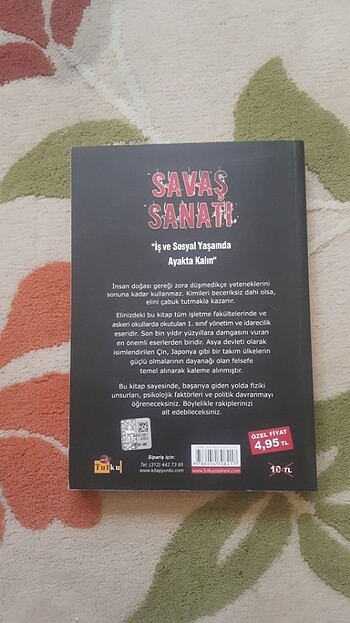 SAVAŞ
SANATI
"İş ve Sosyal Yaşamda
Ayakta Kalın"
İnsan doğası gereği zora düşmedikçe yeteneklerini
sonuna kadar kullanmaz. Kimileri beceriksiz dahi olsa,
elini çabuk tutmakla kazanır.
Elinizdeki bu kitap tüm işletme fakültelerinde ve
askeri okullarda okutulan 1. sınıf yönetim ve idarecilik
eseridir. Son bin yıldır yüzyıllara damgasını vuran
en önemli eserlerden biridir. Asya devleti olarak
isimlendirilen Çin, Japonya gibi bir takım ülkelerin
güçlü olmalarının dayanağı olan felsefe
temel alınarak kaleme alınmıştır.
Bu kitap sayesinde, başarıya giden yolda fiziki
unsurları, psikolojik faktörleri ve politik davranmayı
öğreneceksiniz. Böylelikle rakiplerinizi
alt edebileceksiniz.
ÖZEL FİYAT
4,95 TL
10 TL
Tutku
Sipariş için:
Tel: (312) 442 73 95
www.kitapyurdu.com